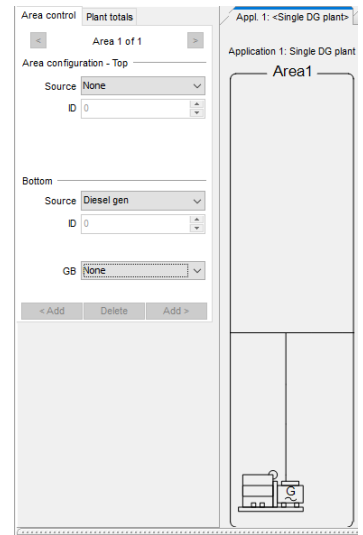 Area control
Plant totals
Appl. 1: <Single DG plant>
<
Area 1 of 1
>
Area configuration - Top
Source None
ID 0
Bottom
Source Diesel gen
ID 0
GB None
< Add
Delete
Add >
Application 1: Single DG plant
Area1
G
~